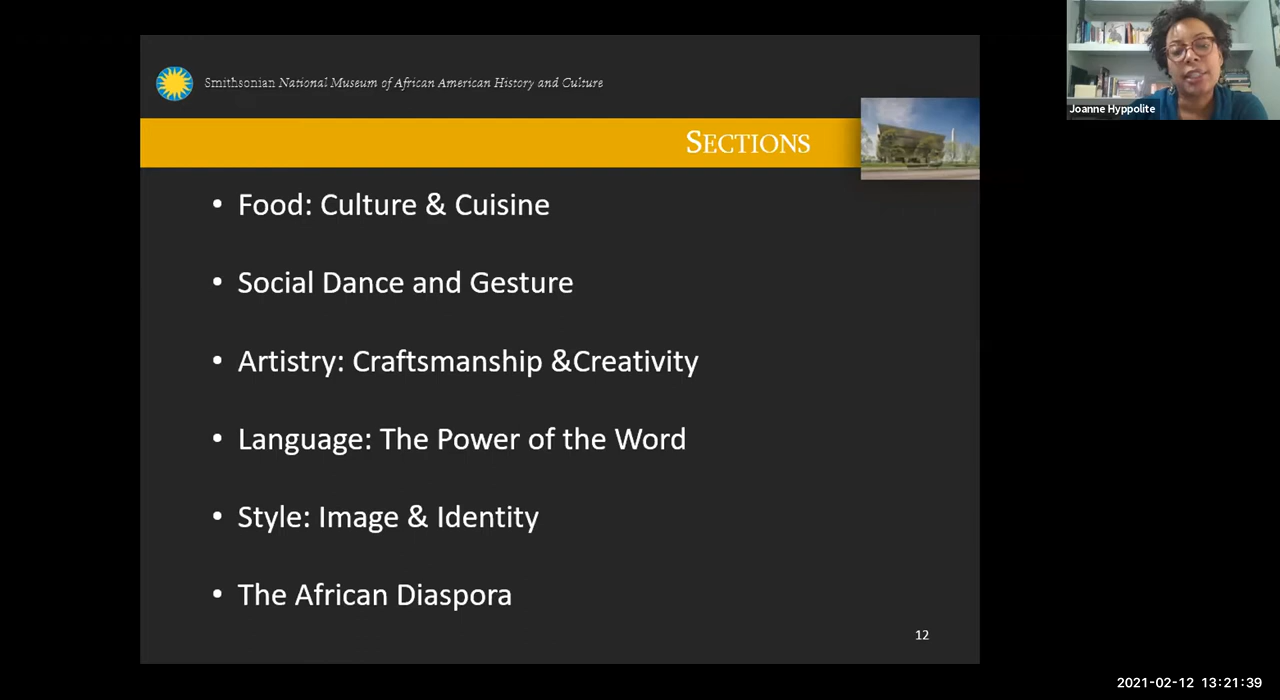 Smithsonian National Museum of African American History and Culture
SECTIONS
• Food: Culture & Cuisine
• Social Dance and Gesture
• Artistry: Craftsmanship &Creativity
• Language: The Power of the Word
• Style: Image & Identity
• The African Diaspora
12
Joanne Hyppolite
2021-02-12 13:21:39